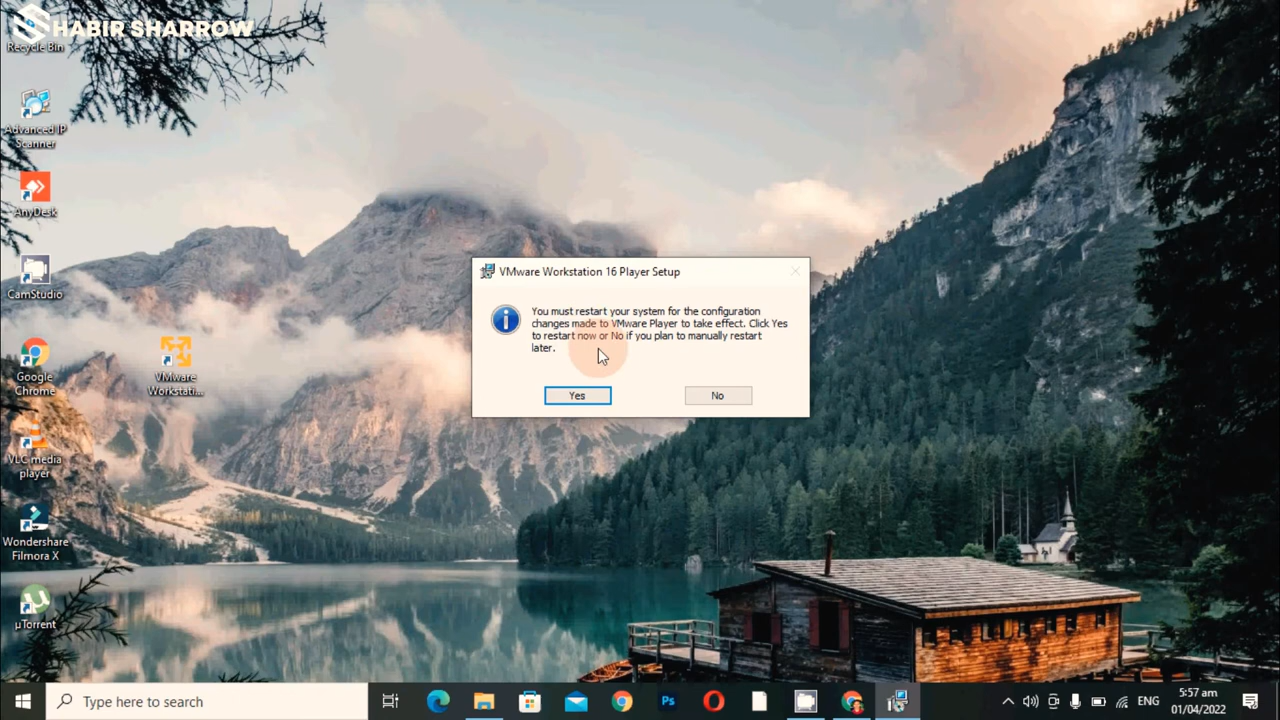 HABIR SHARROW
Recycle Bin
Advanced IP
Scanner
AnyDesk
CamStudio
Google
Chrome
VMware
Workstati...
VLC media
player
Wondershare
Filmora X
µTorrent
VMware Workstation 16 Player Setup
You must restart your system for the configuration
changes made to VMware Player to take effect. Click Yes
to restart now or No if you plan to manually restart
later.
Yes
No
Type here to search
Ps
ENG
5:57 am
01/04/2022